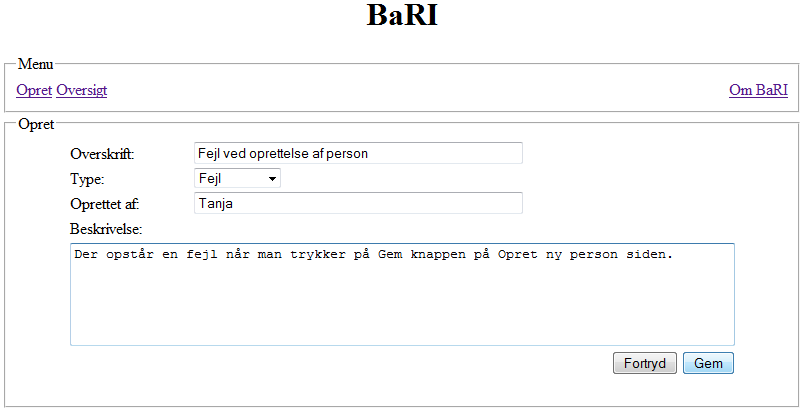 BaRI
Menu
Opret Oversigt Om BaRI
Opret
Overskrift: Fejl ved oprettelse af person
Type: Fejl
Oprettet af: Tanja
Beskrivelse:
Der opstår en fejl når man trykker på Gem knappen på Opret ny person siden.
Fortryd Gem